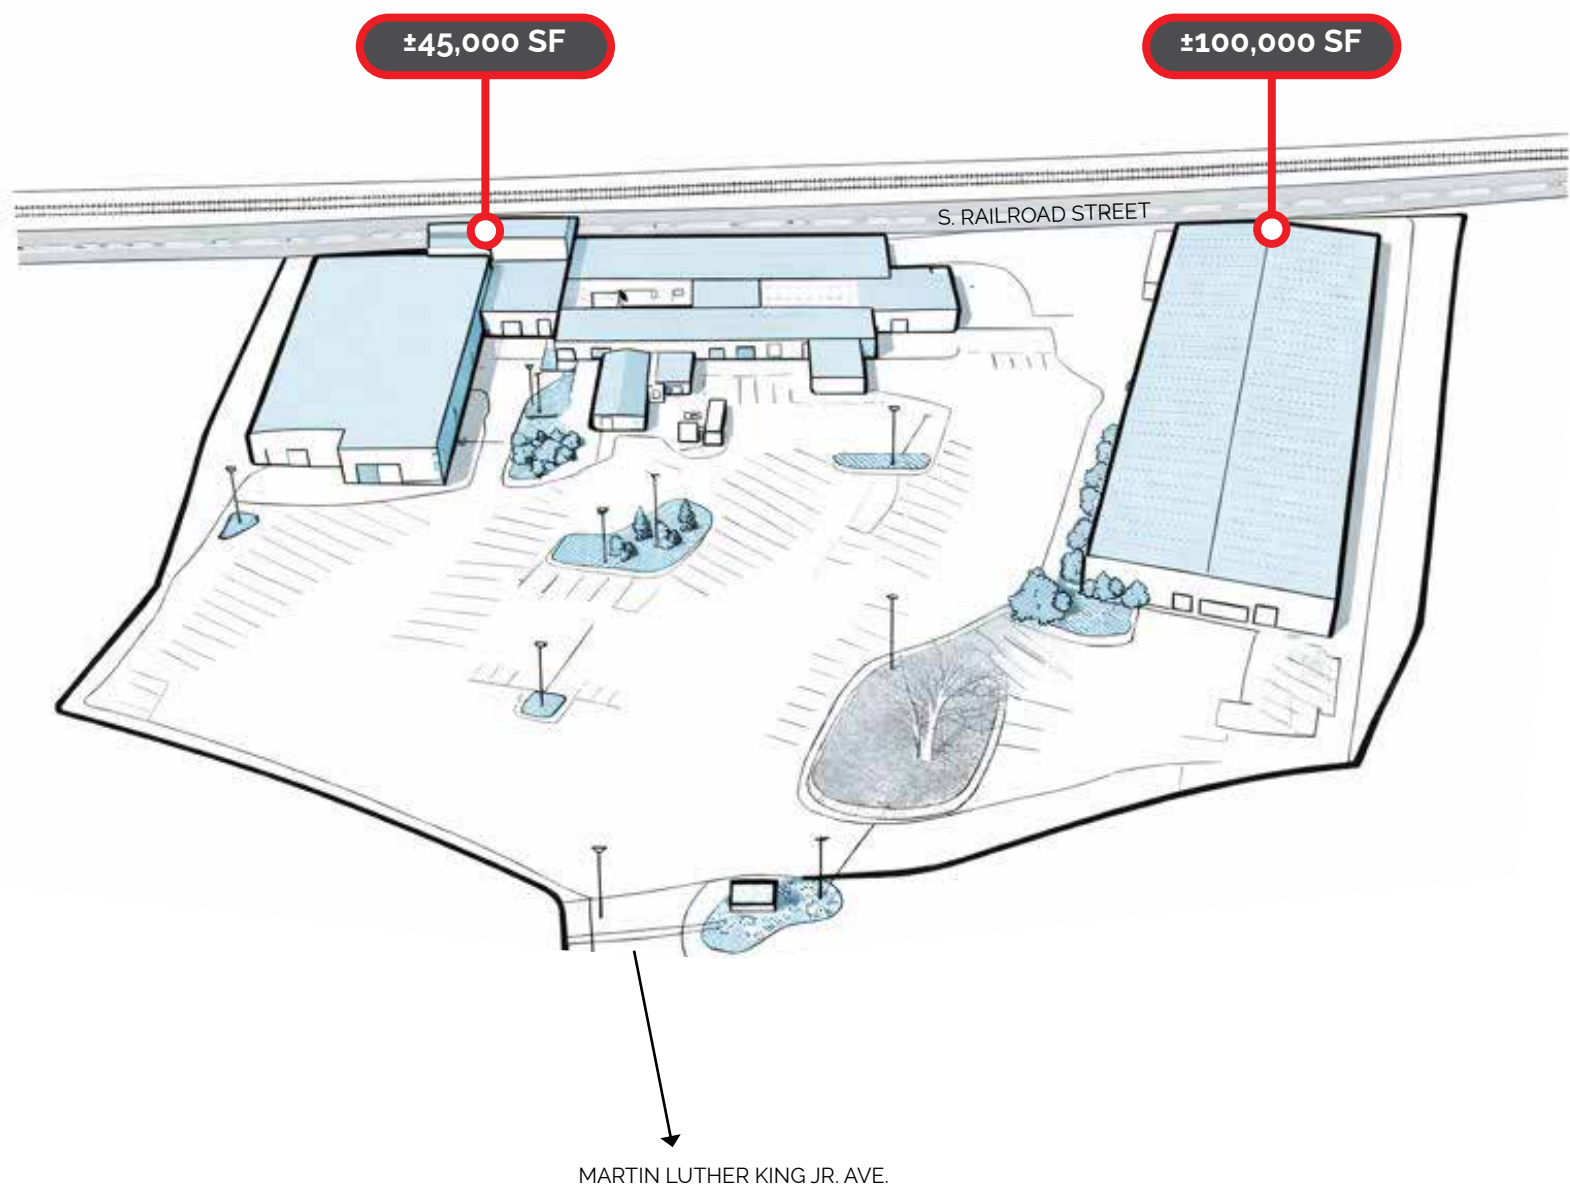 ±45,000 SF
±100,000 SF
S. RAILROAD STREET
MARTIN LUTHER KING JR. AVE.